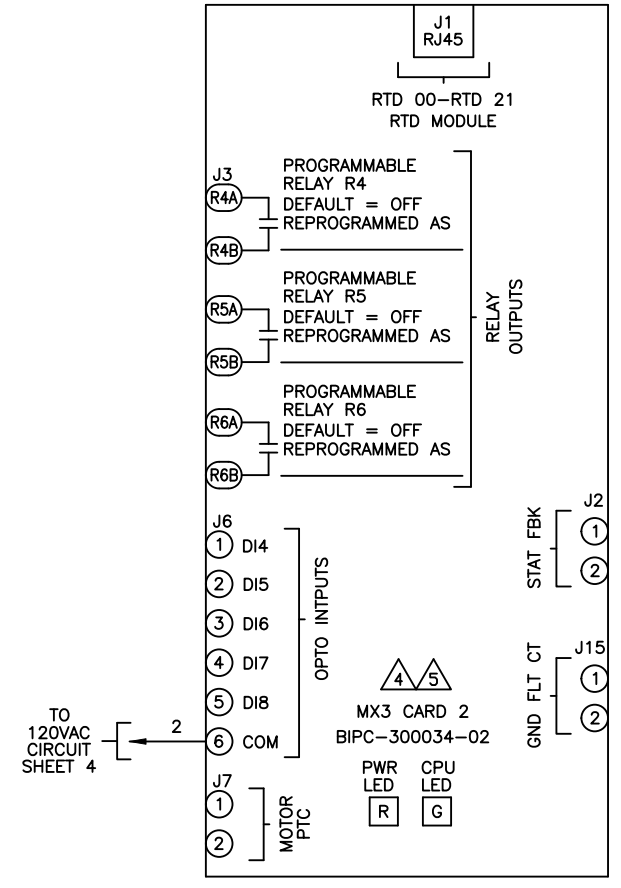 J1
RJ45
RTD 00-RTD 21
RTD MODULE
J3
R4A
R4B
PROGRAMMABLE
RELAY R4
DEFAULT = OFF
REPROGRAMMED AS
R5A
R5B
PROGRAMMABLE
RELAY R5
DEFAULT = OFF
REPROGRAMMED AS
R6A
R6B
PROGRAMMABLE
RELAY R6
DEFAULT = OFF
REPROGRAMMED AS
RELAY
OUTPUTS
J6
1 DI4
2 DI5
3 DI6
4 DI7
5 DI8
6 COM
OPTO INTPUTS
TO
120VAC
CIRCUIT
SHEET 4
2
J7
1
2
MOTOR
PTC
J2
1
2
STAT FBK
J15
1
2
GND FLT CT
4 5
MX3 CARD 2
BIPC-300034-02
PWR
LED
R
CPU
LED
G